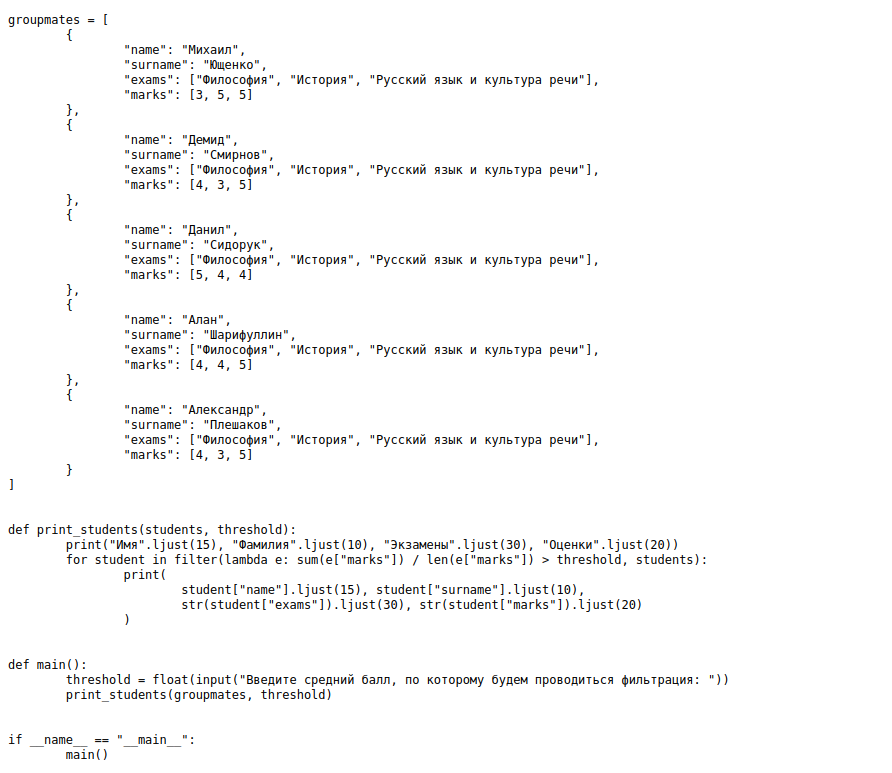 groupmates = [
        {
                "name": "Михаил",
                "surname": "Ющенко",
                "exams": ["Философия", "История", "Русский язык и культура речи"],
                "marks": [3, 5, 5]
        },
        {
                "name": "Демид",
                "surname": "Смирнов",
                "exams": ["Философия", "История", "Русский язык и культура речи"],
                "marks": [4, 3, 5]
        },
        {
                "name": "Данил",
                "surname": "Сидорук",
                "exams": ["Философия", "История", "Русский язык и культура речи"],
                "marks": [5, 4, 4]
        },
        {
                "name": "Алан",
                "surname": "Шарифуллин",
                "exams": ["Философия", "История", "Русский язык и культура речи"],
                "marks": [4, 4, 5]
        },
        {
                "name": "Александр",
                "surname": "Плешаков",
                "exams": ["Философия", "История", "Русский язык и культура речи"],
                "marks": [4, 3, 5]
        }
]


def print_students(students, threshold):
        print("Имя".ljust(15), "Фамилия".ljust(10), "Экзамены".ljust(30), "Оценки".ljust(20))
        for student in filter(lambda e: sum(e["marks"]) / len(e["marks"]) > threshold, students):
                print(
                        student["name"].ljust(15), student["surname"].ljust(10),
                        str(student["exams"]).ljust(30), str(student["marks"]).ljust(20)
                )


def main():
        threshold = float(input("Введите средний балл, по которому будем проводиться фильтрация: "))
        print_students(groupmates, threshold)


if __name__ == "__main__":
        main()